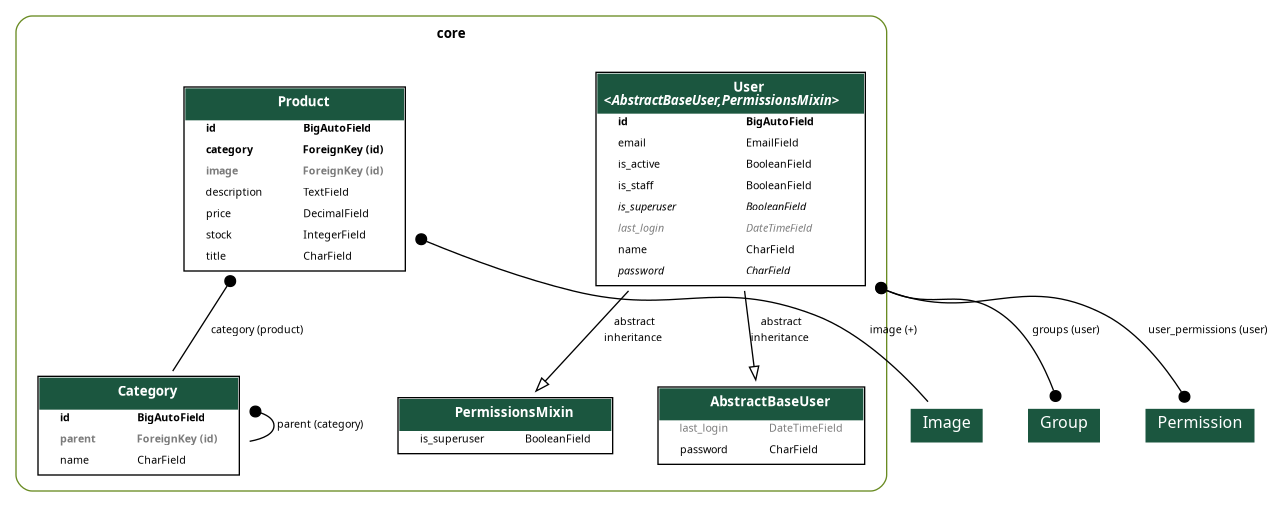 core
Product
id BigAutoField
category ForeignKey (id)
image ForeignKey (id)
description TextField
price DecimalField
stock IntegerField
title CharField
User
<AbstractBaseUser,PermissionsMixin>
id BigAutoField
email EmailField
is_active BooleanField
is_staff BooleanField
is_superuser BooleanField
last_login DateTimeField
name CharField
password CharField
category (product)
abstract
inheritance
abstract
inheritance
image (+)
groups (user)
user_permissions (user)
Category
id BigAutoField
parent ForeignKey (id)
name CharField
parent (category)
PermissionsMixin
is_superuser BooleanField
AbstractBaseUser
last_login DateTimeField
password CharField
Image
Group
Permission